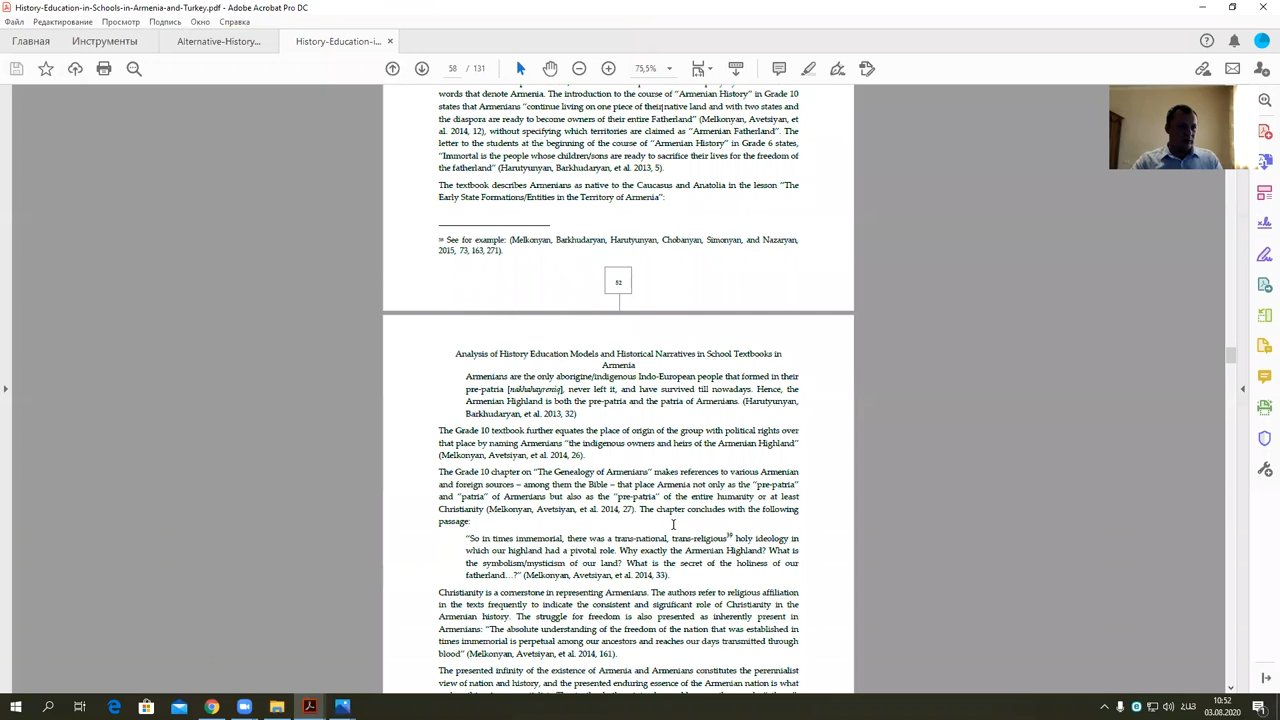 History-Education-in-Schools-in-Armenia-and-Turkey.pdf - Adobe Acrobat Pro DC
Файл Редактирование Просмотр Подпись Окно Справка
Главная Инструменты Alternative-History... History-Education-i... ×
58 / 131 75,5%
words that denote Armenia. The introduction to the course of "Armenian History" in Grade 10
states that Armenians "continue living on one piece of their native land and with two states and
the diaspora are ready to become owners of their entire Fatherland" (Melkonyan, Avetsiyan, et
al. 2014, 12), without specifying which territories are claimed as "Armenian Fatherland". The
letter to the students at the beginning of the course of "Armenian History" in Grade 6 states,
"Immortal is the people whose children/sons are ready to sacrifice their lives for the freedom of
the fatherland" (Harutyunyan, Barkhudaryan, et al. 2013, 5).
The textbook describes Armenians as native to the Caucasus and Anatolia in the lesson "The
Early State Formations/Entities in the Territory of Armenia":
38 See for example: (Melkonyan, Barkhudaryan, Harutyunyan, Chobanyan, Simonyan, and Nazaryan,
2015, 73, 163, 271).
52
Analysis of History Education Models and Historical Narratives in School Textbooks in
Armenia
Armenians are the only aborigine/indigenous Indo-European people that formed in their
pre-patria [nakhahayreniq], never left it, and have survived till nowadays. Hence, the
Armenian Highland is both the pre-patria and the patria of Armenians. (Harutyunyan,
Barkhudaryan, et al. 2013, 32)
The Grade 10 textbook further equates the place of origin of the group with political rights over
that place by naming Armenians "the indigenous owners and heirs of the Armenian Highland"
(Melkonyan, Avetsiyan, et al. 2014, 26).
The Grade 10 chapter on "The Genealogy of Armenians" makes references to various Armenian
and foreign sources – among them the Bible – that place Armenia not only as the "pre-patria"
and "patria" of Armenians but also as the "pre-patria" of the entire humanity or at least
Christianity (Melkonyan, Avetsiyan, et al. 2014, 27). The chapter concludes with the following
passage:
"So in times immemorial, there was a trans-national, trans-religious39 holy ideology in
which our highland had a pivotal role. Why exactly the Armenian Highland? What is
the symbolism/mysticism of our land? What is the secret of the holiness of our
fatherland…?" (Melkonyan, Avetsiyan, et al. 2014, 33).
Christianity is a cornerstone in representing Armenians. The authors refer to religious affiliation
in the texts frequently to indicate the consistent and significant role of Christianity in the
Armenian history. The struggle for freedom is also presented as inherently present in
Armenians: "The absolute understanding of the freedom of the nation that was established in
times immemorial is perpetual among our ancestors and reaches our days transmitted through
blood" (Melkonyan, Avetsiyan, et al. 2014, 161).
The presented infinity of the existence of Armenia and Armenians constitutes the perennialist
view of nation and history, and the presented enduring essence of the Armenian nation is what
10:52
03.08.2020